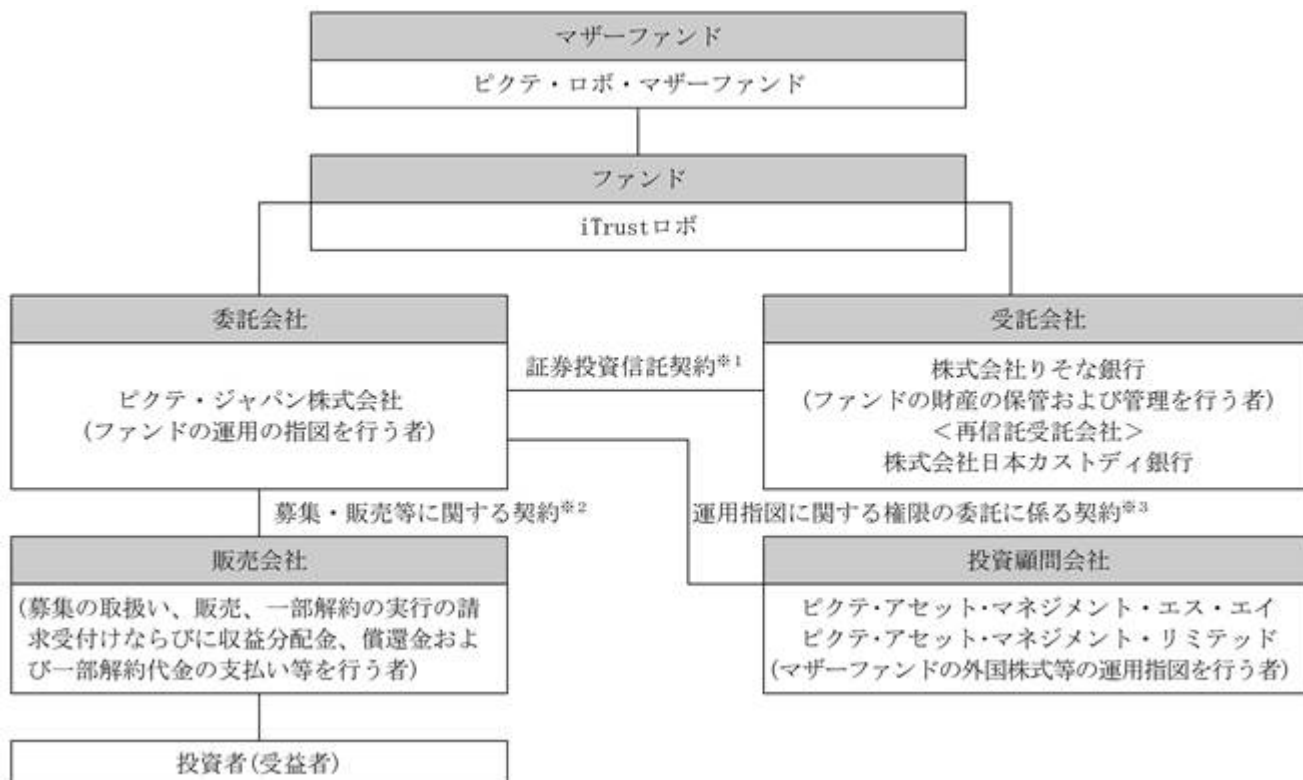 マザーファンド
ピクテ・ロボ・マザーファンド
ファンド
iTrustロボ
委託会社
ピクテ・ジャパン株式会社
(ファンドの運用の指図を行う者)
証券投資信託契約※1
受託会社
株式会社りそな銀行
(ファンドの財産の保管および管理を行う者)
＜再信託受託会社＞
株式会社日本カストディ銀行
募集・販売等に関する契約※2
運用指図に関する権限の委託に係る契約※3
販売会社
(募集の取扱い、販売、一部解約の実行の請
求受付けならびに収益分配金、償還金およ
び一部解約代金の支払い等を行う者)
投資顧問会社
ピクテ・アセット・マネジメント・エス・エイ
ピクテ・アセット・マネジメント・リミテッド
(マザーファンドの外国株式等の運用指図を行う者)
投資者(受益者)